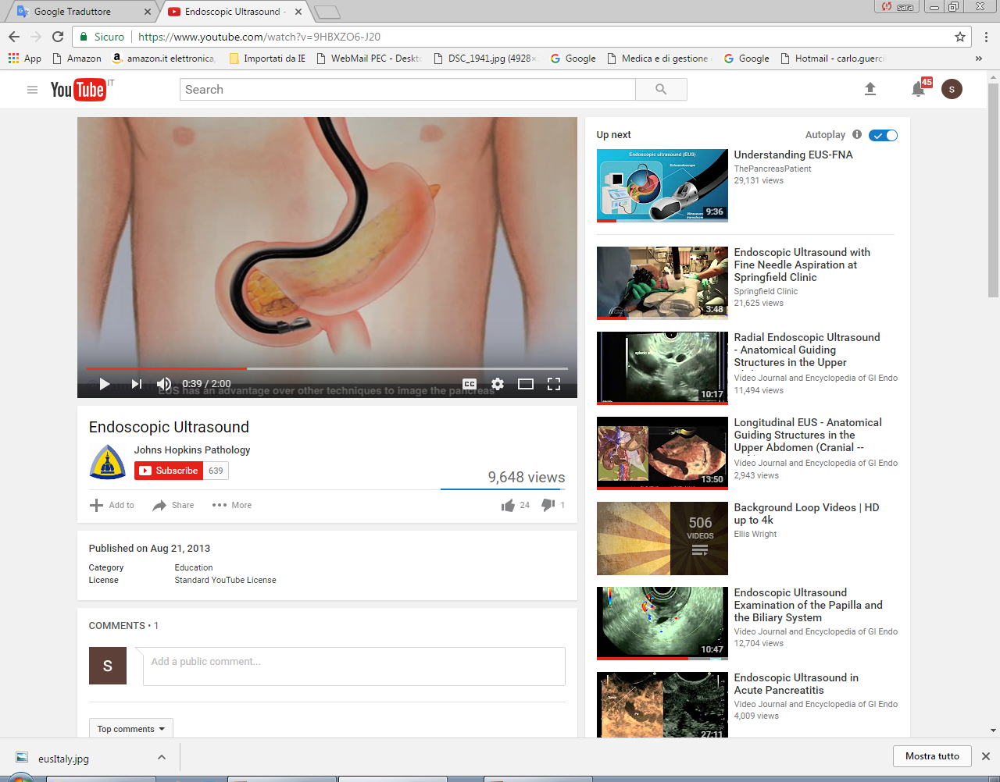 Google Traduttore
Endoscopic Ultrasound -
sara
Sicuro
https://www.youtube.com/watch?v=9HBXZO6-J20
App
Amazon
amazon.it elettronica,
Importati da IE
WebMail PEC - Deskto
DSC_1941.jpg (4928×
Google
Medica e di gestione
Google
Hotmail - carlo.guerci
»
YouTube IT
Search
45
S
EUS has an advantage over other techniques to image the pancreas
0:39 / 2:00
CC
Endoscopic Ultrasound
Johns Hopkins Pathology
Subscribe 639
9,648 views
Add to
Share
More
24
1
Published on Aug 21, 2013
Category Education
License Standard YouTube License
COMMENTS • 1
S
Add a public comment...
Top comments
Up next
Autoplay
Endoscopic ultrasound (EUS)
Echoendoscope
Ultrasound
transducer
9:36
Understanding EUS-FNA
ThePancreasPatient
29,131 views
3:48
Endoscopic Ultrasound with
Fine Needle Aspiration at
Springfield Clinic
Springfield Clinic
21,625 views
10:17
Radial Endoscopic Ultrasound
- Anatomical Guiding
Structures in the Upper
Video Journal and Encyclopedia of GI Endo
11,494 views
13:50
Longitudinal EUS - Anatomical
Guiding Structures in the
Upper Abdomen (Cranial --
Video Journal and Encyclopedia of GI Endo
2,943 views
506
VIDEOS
Background Loop Videos | HD
up to 4k
Ellis Wright
10:47
Endoscopic Ultrasound
Examination of the Papilla and
the Biliary System
Video Journal and Encyclopedia of GI Endo
12,704 views
27:11
Endoscopic Ultrasound in
Acute Pancreatitis
Video Journal and Encyclopedia of GI Endo
4,009 views
eusItaly.jpg
Mostra tutto